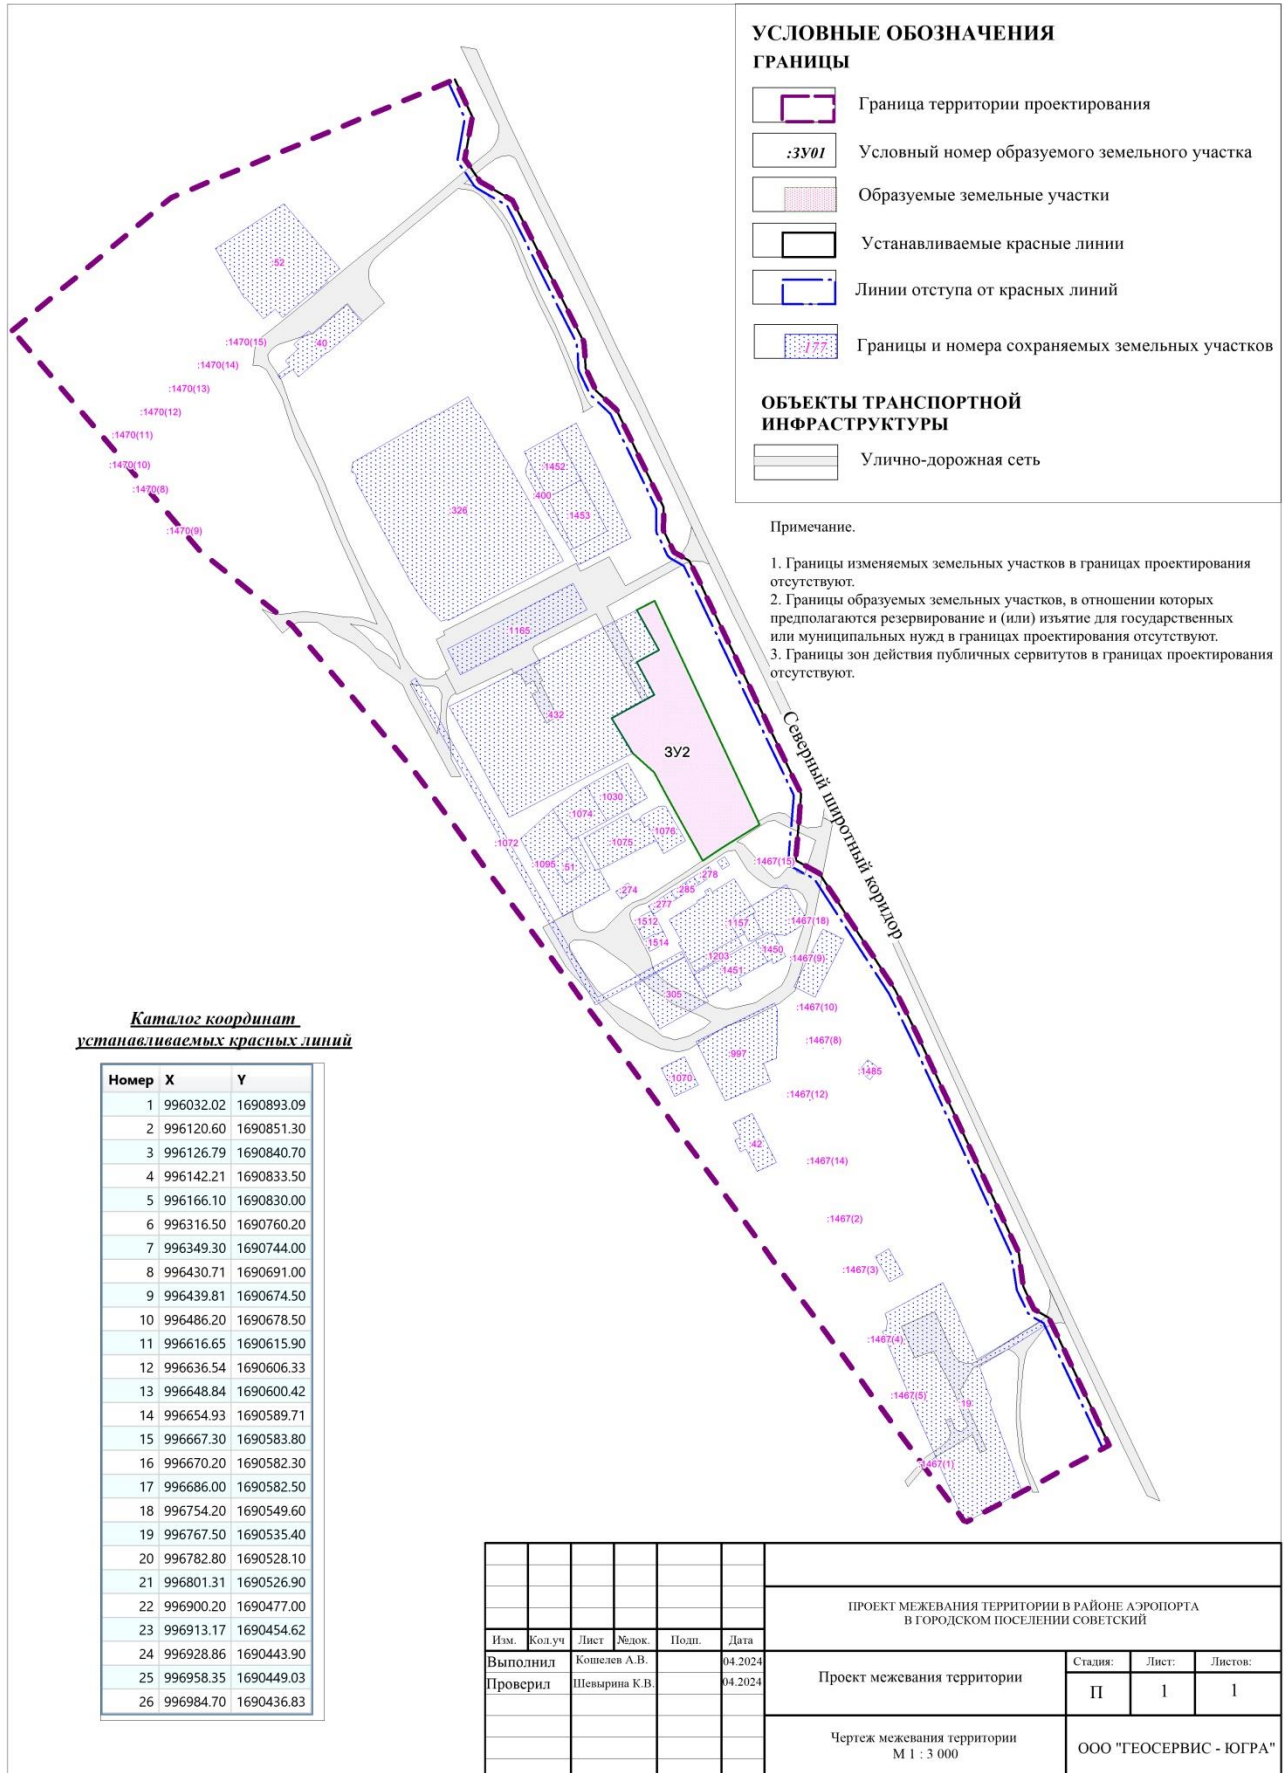 УСЛОВНЫЕ ОБОЗНАЧЕНИЯ
ГРАНИЦЫ
Граница территории проектирования
:ЗУ01
Условный номер образуемого земельного участка
Образуемые земельные участки
Устанавливаемые красные линии
Линии отступа от красных линий
:177
Границы и номера сохраняемых земельных участков
ОБЪЕКТЫ ТРАНСПОРТНОЙ
ИНФРАСТРУКТУРЫ
Улично-дорожная сеть
Примечание.
1. Границы изменяемых земельных участков в границах проектирования
отсутствуют.
2. Границы образуемых земельных участков, в отношении которых
предполагаются резервирование и (или) изъятие для государственных
или муниципальных нужд в границах проектирования отсутствуют.
3. Границы зон действия публичных сервитутов в границах проектирования
отсутствуют.
:52
:1470(15)
:40
:1470(14)
:1470(13)
:1470(12)
:1470(11)
:1470(10)
:1470(8)
:1470(9)
:326
:1452
:400
:1453
:1165
:432
ЗУ2
Северный широтный коридор
:1030
:1074
:1076
:1072
:1075
:1095
:51
:1467(15)
:278
:274
:285
:277
:1512
:1157
:1467(18)
:1514
:1203
:1450
:1467(9)
:1451
:305
:1467(10)
:1467(8)
:997
:1485
:1070
:1467(12)
:42
:1467(14)
:1467(2)
:1467(3)
:1467(4)
:1467(5)
:19
:1467(1)
Каталог координат
устанавливаемых красных линий
Номер X Y
1 996032.02 1690893.09
2 996120.60 1690851.30
3 996126.79 1690840.70
4 996142.21 1690833.50
5 996166.10 1690830.00
6 996316.50 1690760.20
7 996349.30 1690744.00
8 996430.71 1690691.00
9 996439.81 1690674.50
10 996486.20 1690678.50
11 996616.65 1690615.90
12 996636.54 1690606.33
13 996648.84 1690600.42
14 996654.93 1690589.71
15 996667.30 1690583.80
16 996670.20 1690582.30
17 996686.00 1690582.50
18 996754.20 1690549.60
19 996767.50 1690535.40
20 996782.80 1690528.10
21 996801.31 1690526.90
22 996900.20 1690477.00
23 996913.17 1690454.62
24 996928.86 1690443.90
25 996958.35 1690449.03
26 996984.70 1690436.83
ПРОЕКТ МЕЖЕВАНИЯ ТЕРРИТОРИИ В РАЙОНЕ АЭРОПОРТА
В ГОРОДСКОМ ПОСЕЛЕНИИ СОВЕТСКИЙ
Изм. Кол.уч Лист №док. Подп. Дата
Выполнил Кошелев А.В. 04.2024
Проверил Шевырина К.В. 04.2024
Проект межевания территории
Стадия: Лист: Листов:
П 1 1
Чертеж межевания территории
М 1 : 3 000
ООО "ГЕОСЕРВИС - ЮГРА"